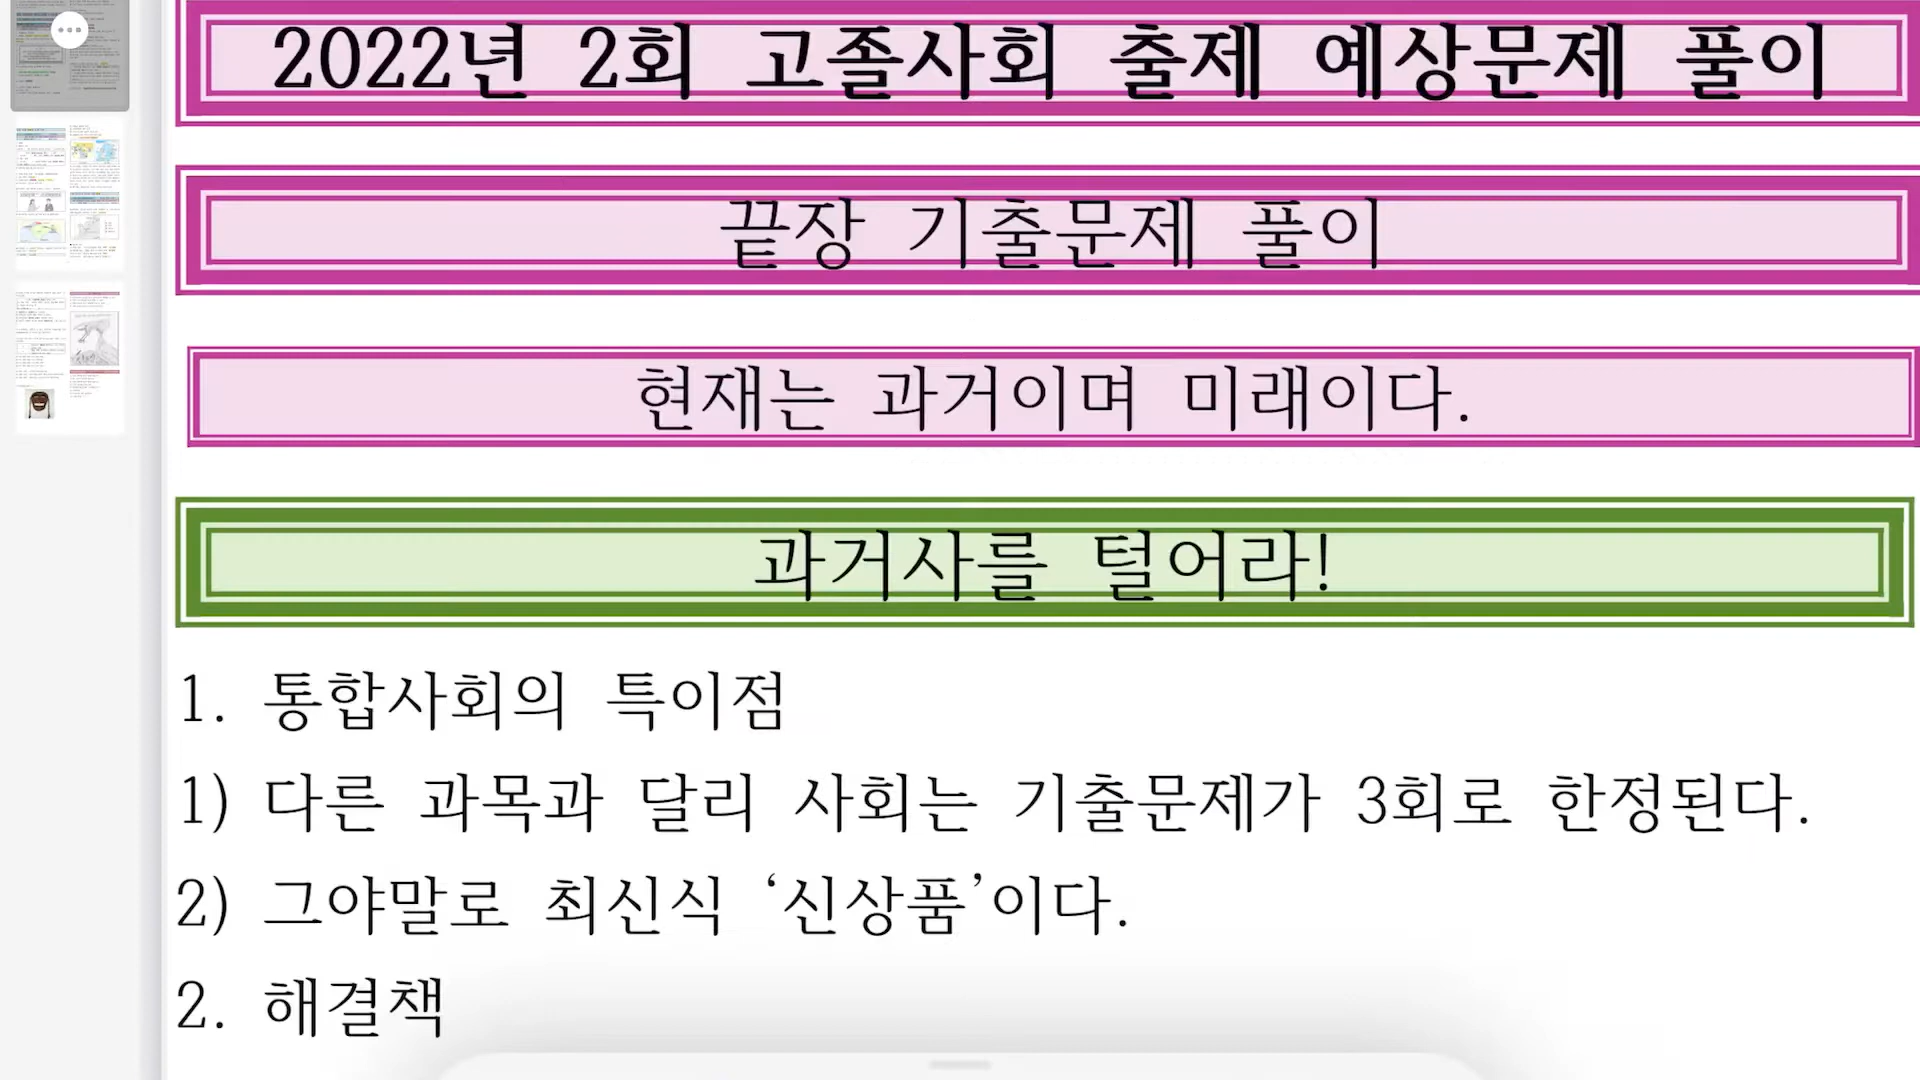 2022년 2회 고졸사회 출제 예상문제 풀이
끝장 기출문제 풀이
현재는 과거이며 미래이다.
과거사를 털어라!
1. 통합사회의 특이점
1) 다른 과목과 달리 사회는 기출문제가 3회로 한정된다.
2) 그야말로 최신식 ‘신상품’이다.
2. 해결책